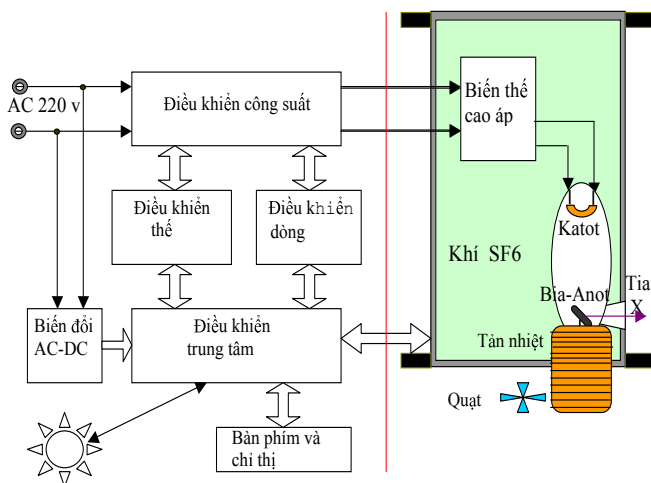 AC 220 v
Điều khiển công suất
Biến thế
cao áp
Điều khiển
thế
Điều khiển
dòng
Katot
Khí SF6
Bia-Anot
Tia
X
Biến đổi
AC-DC
Điều khiển
trung tâm
Tản nhiệt
Quạt
Bàn phím và
chỉ thị